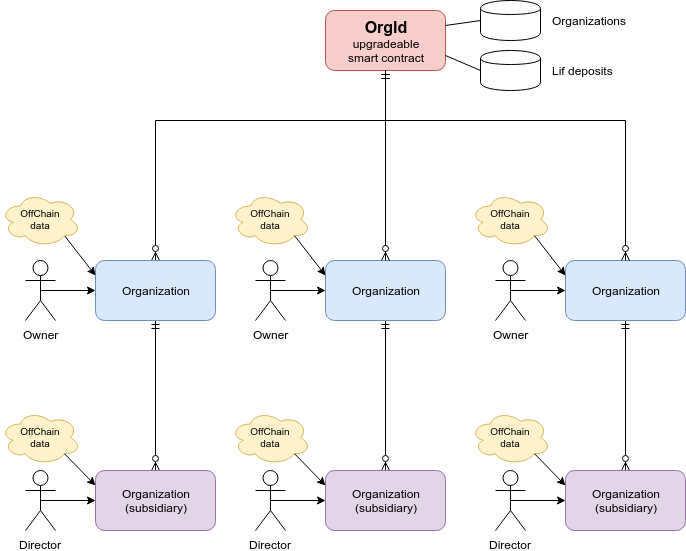 OrgId
upgradeable
smart contract
Organizations
Lif deposits
OffChain
data
OffChain
data
OffChain
data
Organization
Organization
Organization
Owner
Owner
Owner
OffChain
data
OffChain
data
OffChain
data
Organization
(subsidiary)
Organization
(subsidiary)
Organization
(subsidiary)
Director
Director
Director